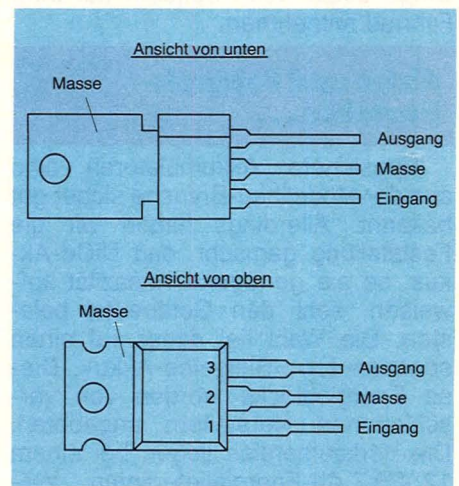 Ansicht von unten
Masse
Ausgang
Masse
Eingang
Ansicht von oben
Masse
3 Ausgang
2 Masse
1 Eingang